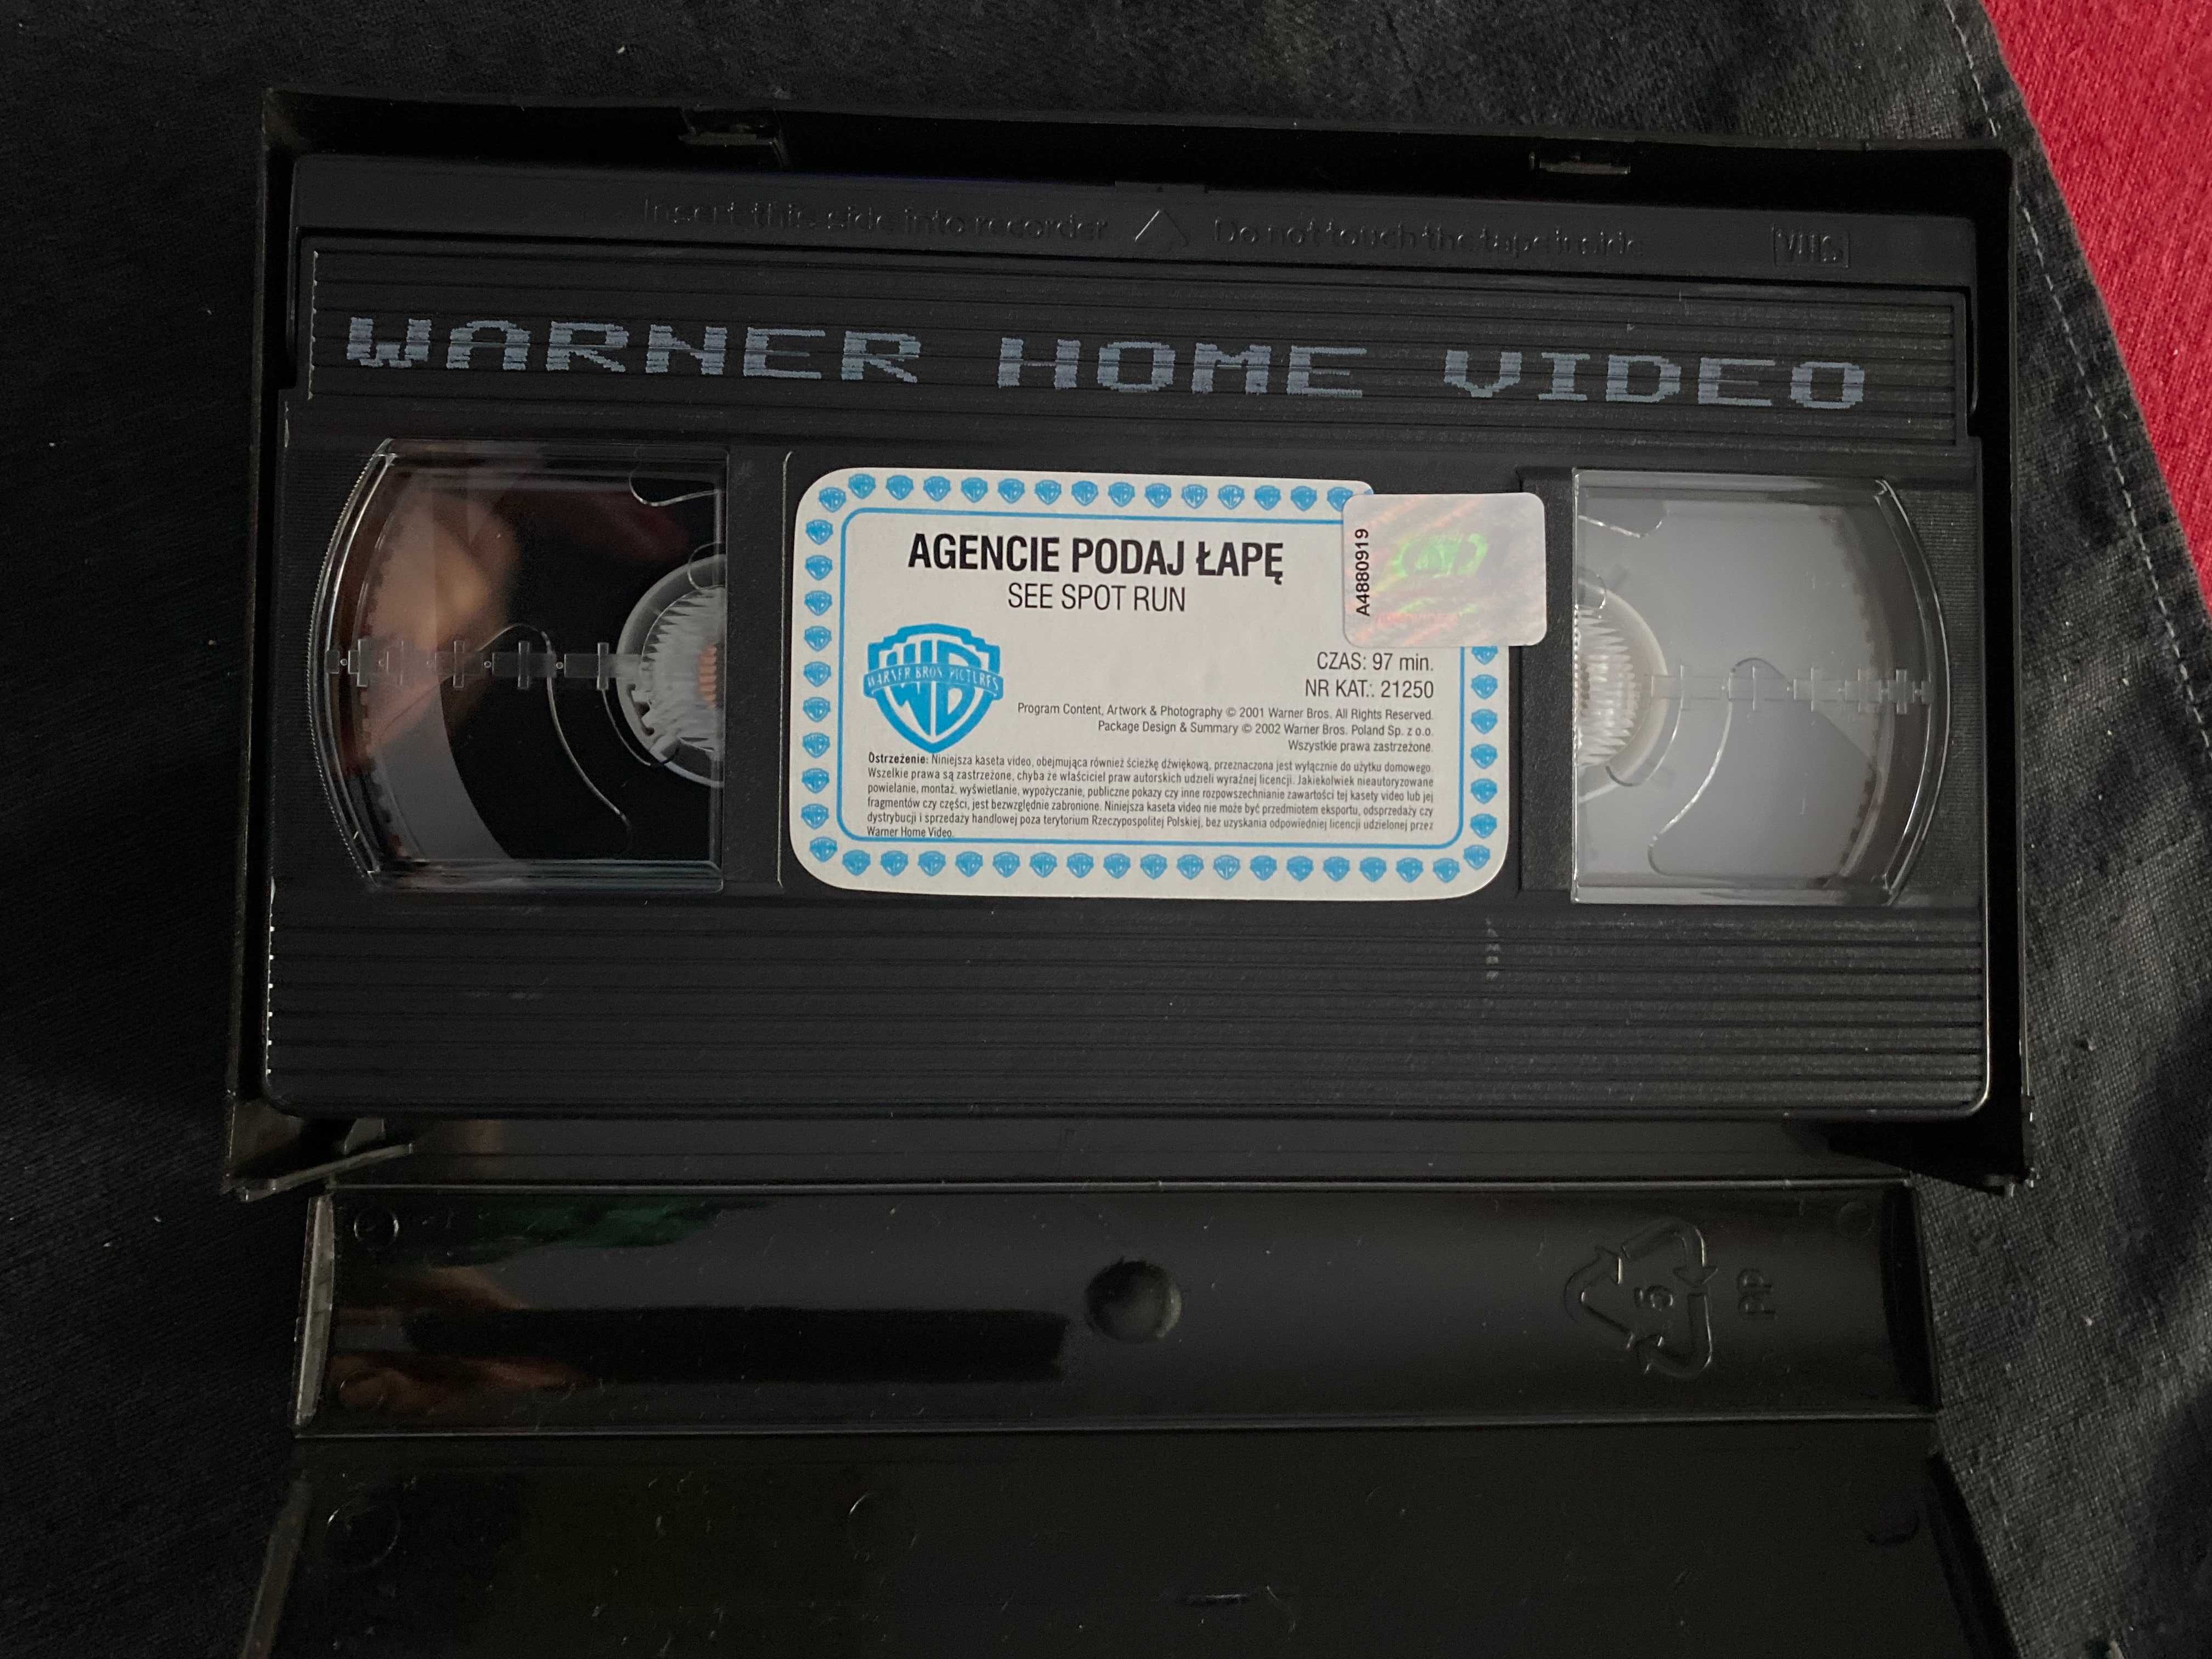 Insert this side into recorder Do not touch the tape inside VHS
WARNER HOME VIDEO
AGENCIE PODAJ ŁAPĘ
SEE SPOT RUN
A4880919
WARNER BROS PICTURES
CZAS: 97 min.
NR KAT.: 21250
Program Content, Artwork & Photography © 2001 Warner Bros. All Rights Reserved.
Package Design & Summary © 2002 Warner Bros. Poland Sp. z o.o.
Wszystkie prawa zastrzeżone.
Ostrzeżenie: Niniejsza kaseta video, obejmująca również ścieżkę dźwiękową, przeznaczona jest wyłącznie do użytku domowego.
Wszelkie prawa są zastrzeżone, chyba że właściciel praw autorskich udzieli wyraźnej licencji. Jakiekolwiek nieautoryzowane
powielanie, montaż, wyświetlanie, wypożyczanie, publiczne pokazy czy inne rozpowszechnianie zawartości tej kasety video lub jej
fragmentów czy części, jest bezwzględnie zabronione. Niniejsza kaseta video nie może być przedmiotem eksportu, odsprzedaży czy
dystrybucji i sprzedaży handlowej poza terytorium Rzeczypospolitej Polskiej, bez uzyskania odpowiedniej licencji udzielonej przez
Warner Home Video.
5
PP